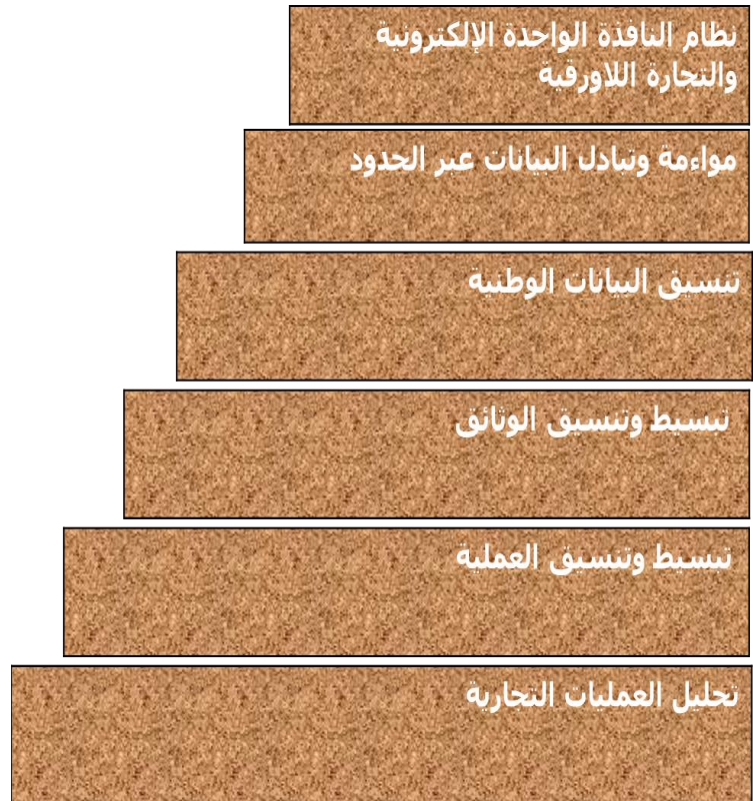 نظام النافذة الواحدة الإلكترونية
والتجارة اللاورقية
مواءمة وتبادل البيانات عبر الحدود
تنسيق البيانات الوطنية
تبسيط وتنسيق الوثائق
تبسيط وتنسيق العملية
تحليل العمليات التجارية